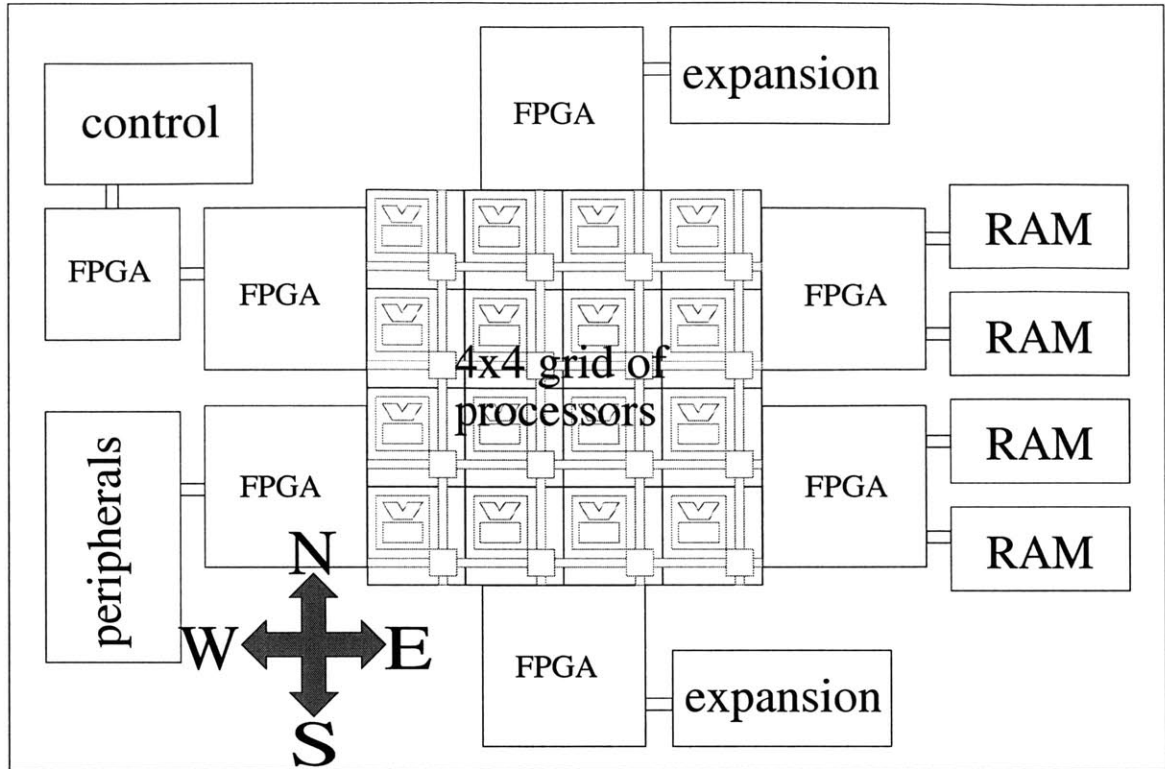 FPGA
expansion
control
FPGA
FPGA
4x4 grid of
processors
FPGA
RAM
RAM
peripherals
FPGA
FPGA
RAM
RAM
N
W
E
S
FPGA
expansion